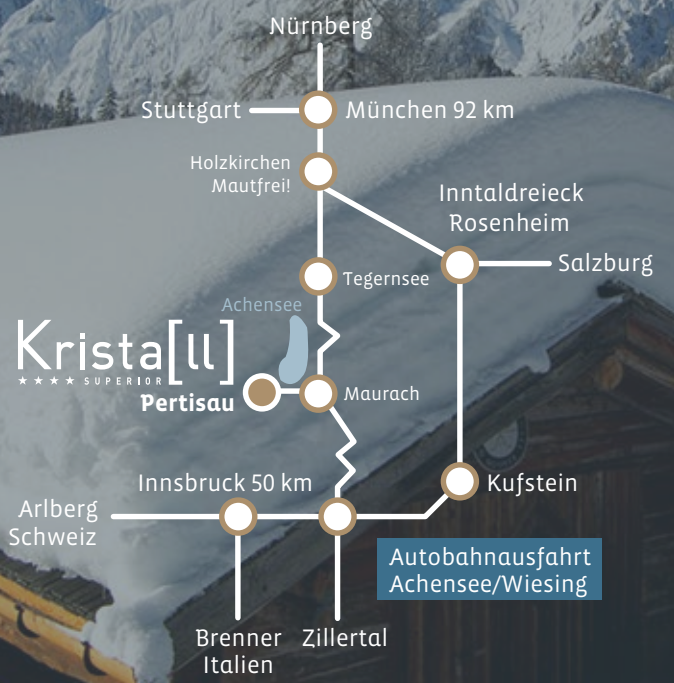 Nürnberg
Stuttgart
München 92 km
Holzkirchen
Mautfrei!
Inntaldreieck
Rosenheim
Salzburg
Tegernsee
Achensee
Krista[ll]
★★★★ SUPERIOR
Pertisau
Maurach
Innsbruck 50 km
Kufstein
Arlberg
Schweiz
Autobahnausfahrt
Achensee/Wiesing
Brenner
Italien
Zillertal